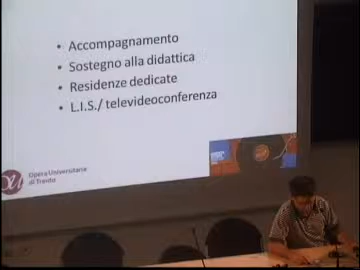 • Accompagnamento
• Sostegno alla didattica
• Residenze dedicate
• L.I.S./ televideoconferenza
Opera Universitaria
di Trento